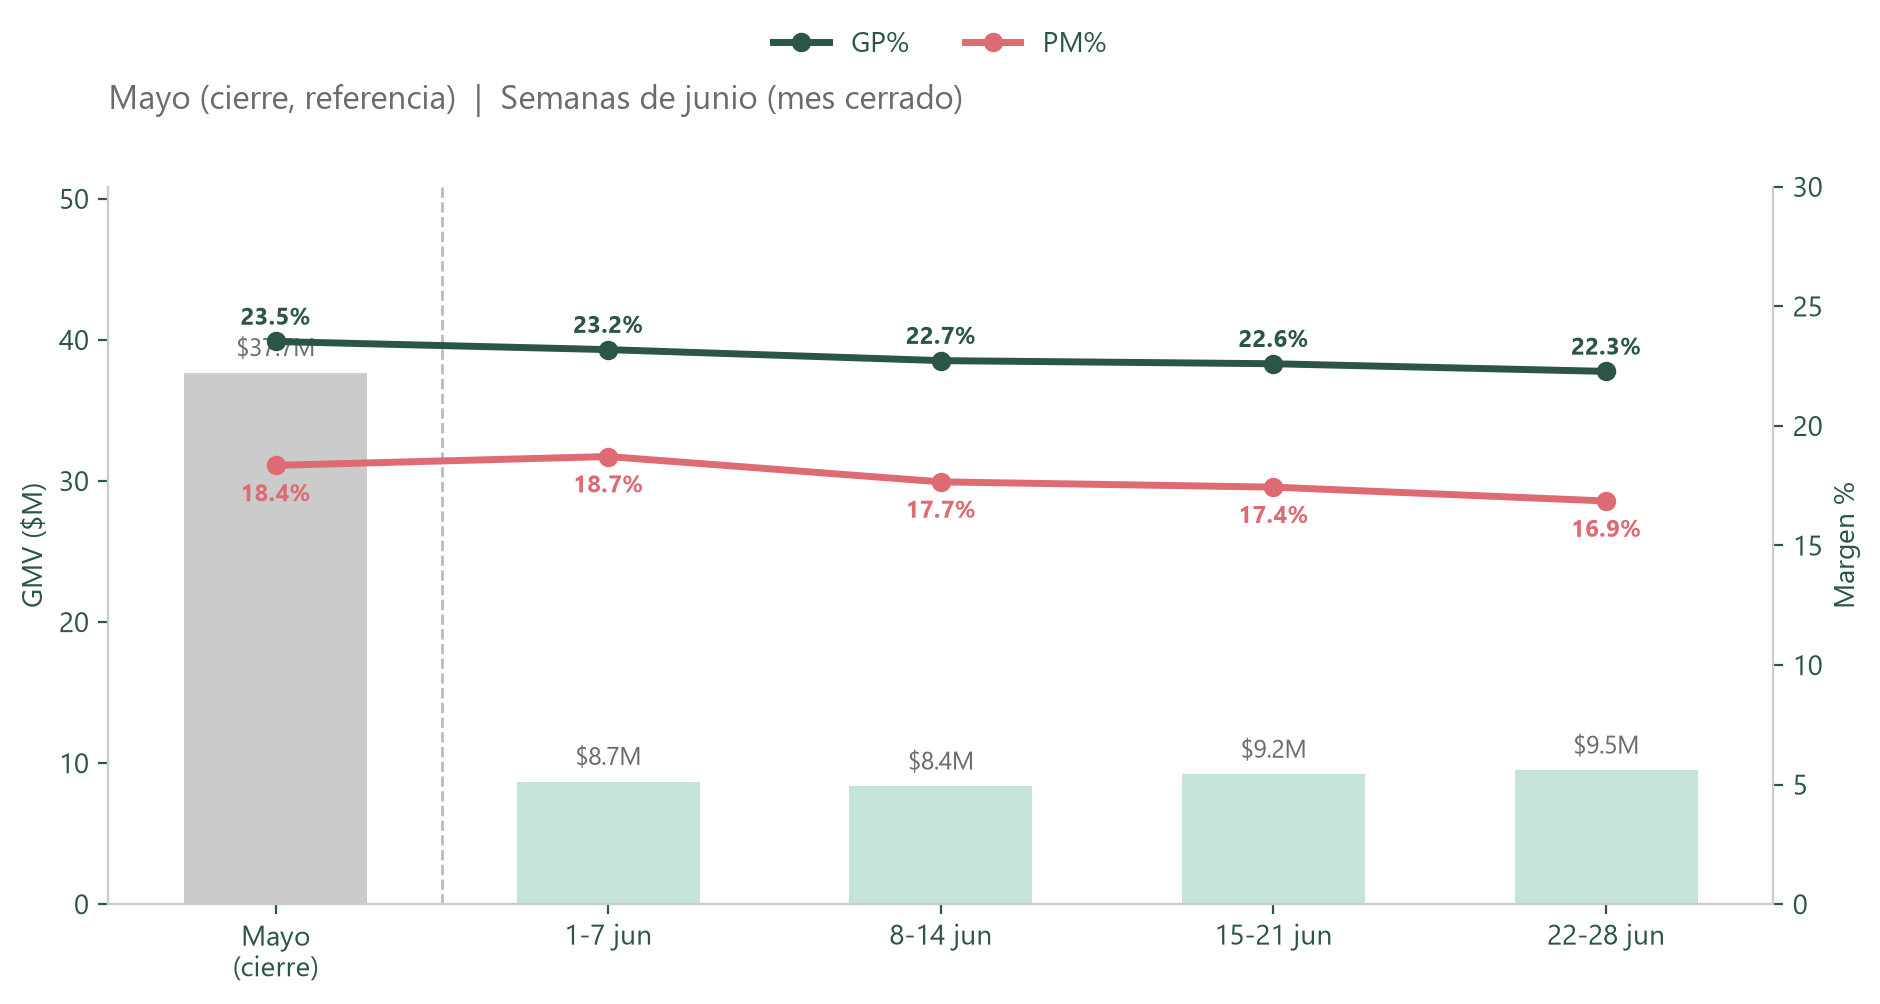 GP% PM%
Mayo (cierre, referencia) | Semanas de junio (mes cerrado)
50
40
30
20
10
0
GMV ($M)
30
25
20
15
10
5
0
Margen %
23.5% 23.2% 22.7% 22.6% 22.3%
$37.7M
18.4% 18.7% 17.7% 17.4% 16.9%
$8.7M $8.4M $9.2M $9.5M
Mayo
(cierre)
1-7 jun 8-14 jun 15-21 jun 22-28 jun